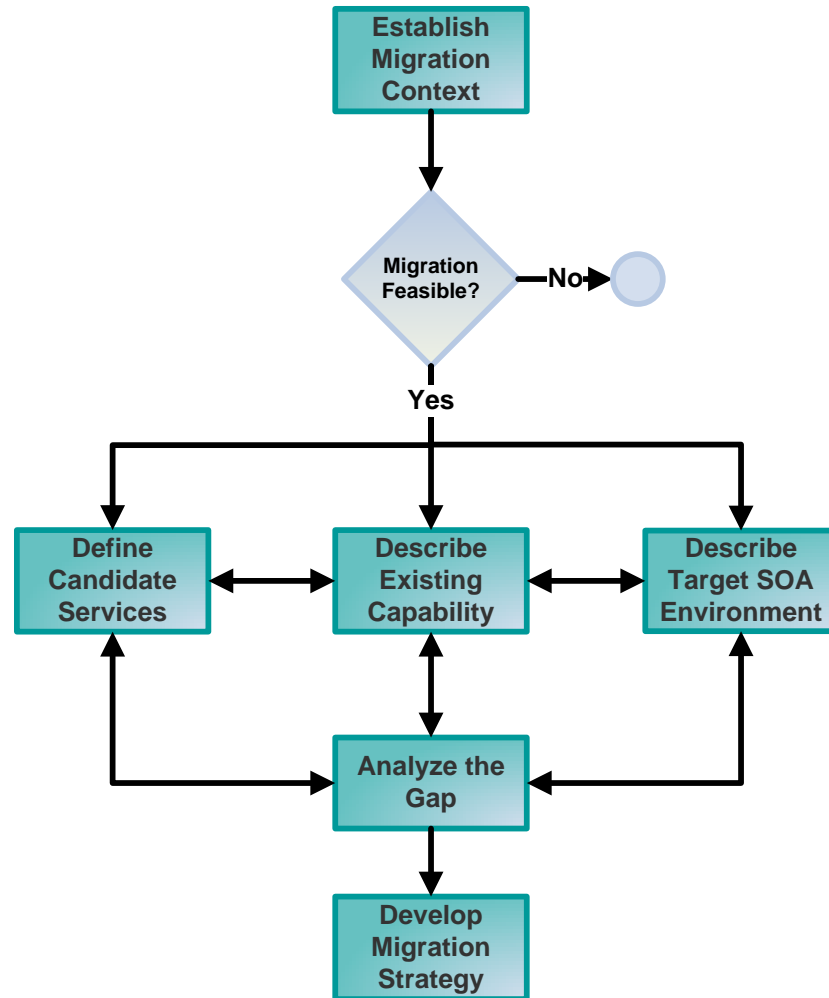 Establish
Migration
Context
Migration
Feasible?
No
Yes
Define
Candidate
Services
Describe
Existing
Capability
Describe
Target SOA
Environment
Analyze the
Gap
Develop
Migration
Strategy